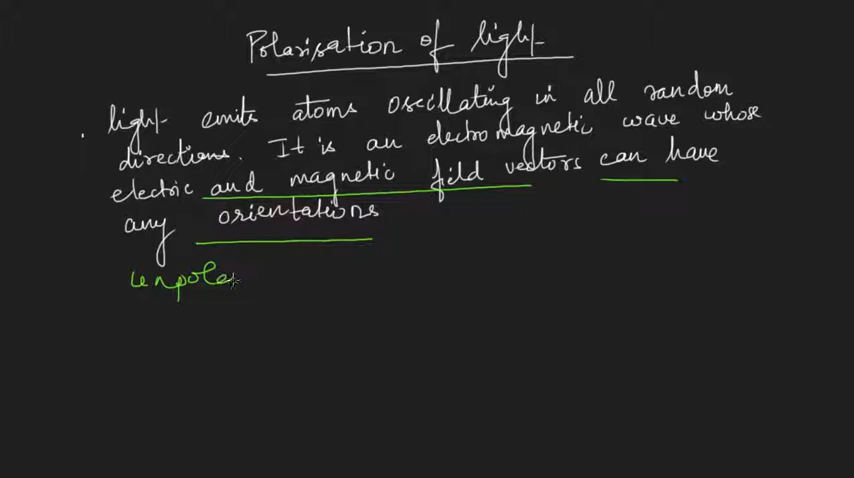 Polarisation of light
. light emits atoms oscillating in all random
directions. It is an electromagnetic wave whose
electric and magnetic field vectors can have
any orientations
unpola